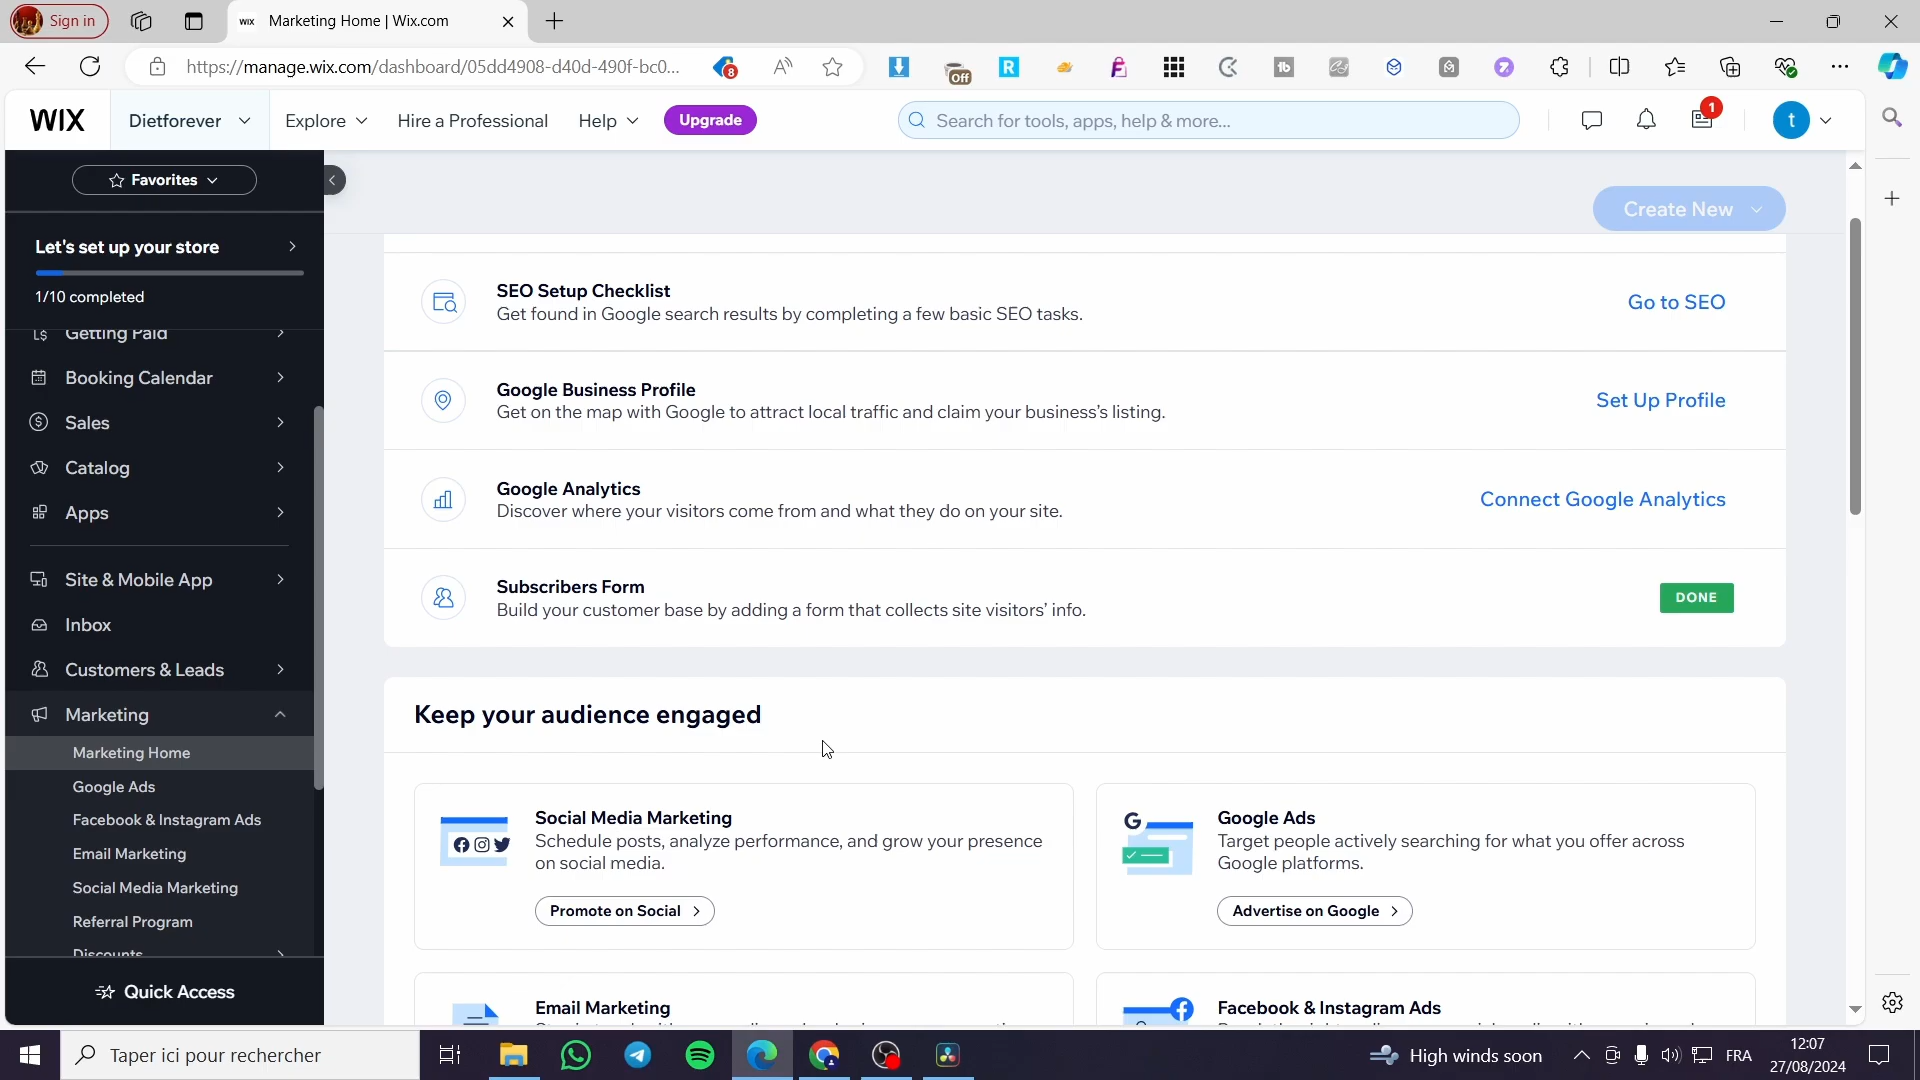 Sign in
WIX Marketing Home | Wix.com
https://manage.wix.com/dashboard/05dd4908-d40d-490f-bc0...
8
Off
WIX
Dietforever
Explore
Hire a Professional
Help
Upgrade
Search for tools, apps, help & more...
1
t
Favorites
Create New
Let's set up your store
1/10 completed
Getting Paid
Booking Calendar
Sales
Catalog
Apps
Site & Mobile App
Inbox
Customers & Leads
Marketing
Marketing Home
Google Ads
Facebook & Instagram Ads
Email Marketing
Social Media Marketing
Referral Program
Discounts
Quick Access
SEO Setup Checklist
Get found in Google search results by completing a few basic SEO tasks.
Go to SEO
Google Business Profile
Get on the map with Google to attract local traffic and claim your business's listing.
Set Up Profile
Google Analytics
Discover where your visitors come from and what they do on your site.
Connect Google Analytics
Subscribers Form
Build your customer base by adding a form that collects site visitors' info.
DONE
Keep your audience engaged
Social Media Marketing
Schedule posts, analyze performance, and grow your presence
on social media.
Promote on Social
Google Ads
Target people actively searching for what you offer across
Google platforms.
Advertise on Google
Email Marketing
Facebook & Instagram Ads
Taper ici pour rechercher
High winds soon
FRA
12:07
27/08/2024